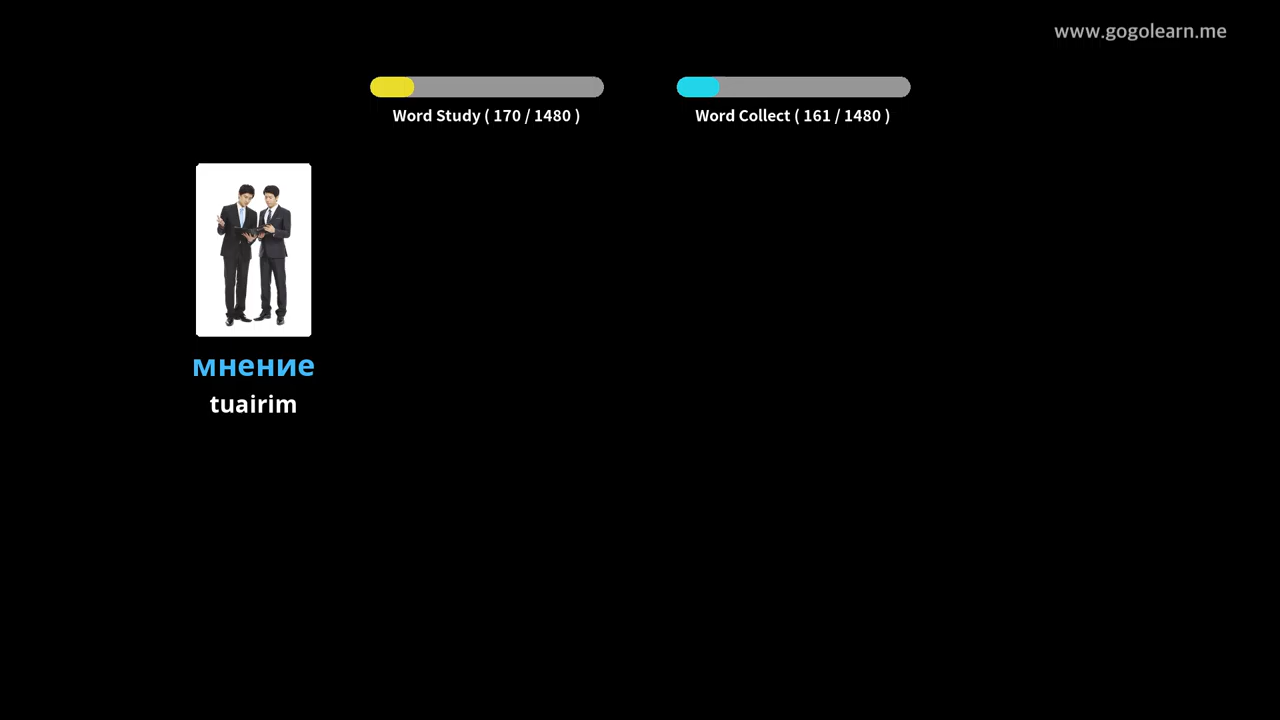 www.gogolearn.me
Word Study ( 170 / 1480 )
Word Collect ( 161 / 1480 )
мнение
tuairim